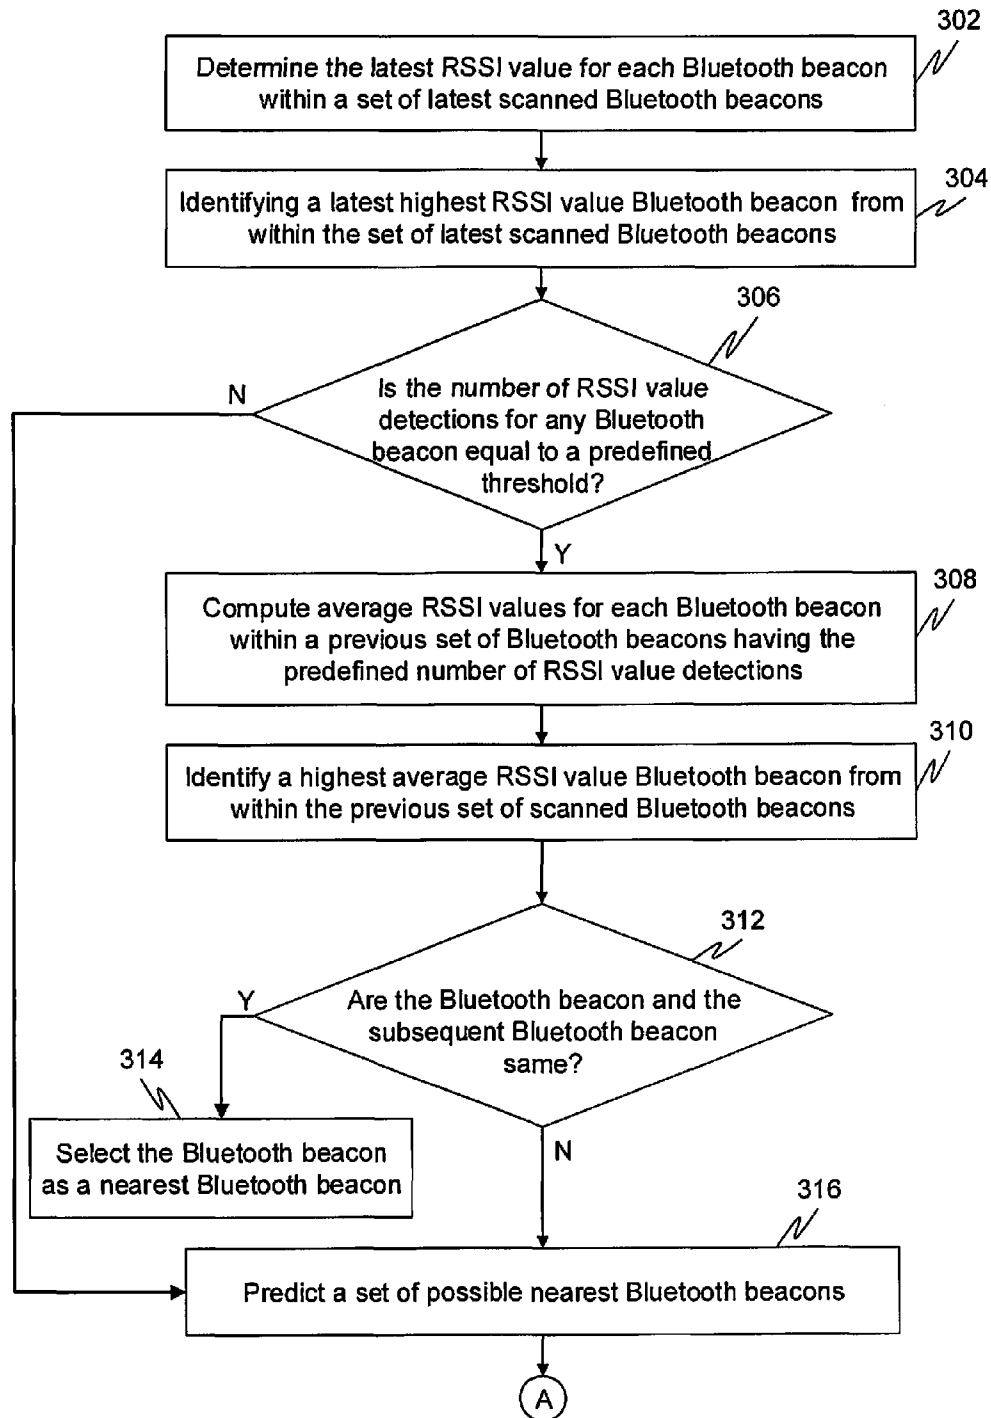 302
Determine the latest RSSI value for each Bluetooth beacon
within a set of latest scanned Bluetooth beacons
304
Identifying a latest highest RSSI value Bluetooth beacon from
within the set of latest scanned Bluetooth beacons
306
Is the number of RSSI value
detections for any Bluetooth
beacon equal to a predefined
threshold?
N
Y
308
Compute average RSSI values for each Bluetooth beacon
within a previous set of Bluetooth beacons having the
predefined number of RSSI value detections
310
Identify a highest average RSSI value Bluetooth beacon from
within the previous set of scanned Bluetooth beacons
312
Are the Bluetooth beacon and the
subsequent Bluetooth beacon
same?
Y
N
314
Select the Bluetooth beacon
as a nearest Bluetooth beacon
316
Predict a set of possible nearest Bluetooth beacons
A